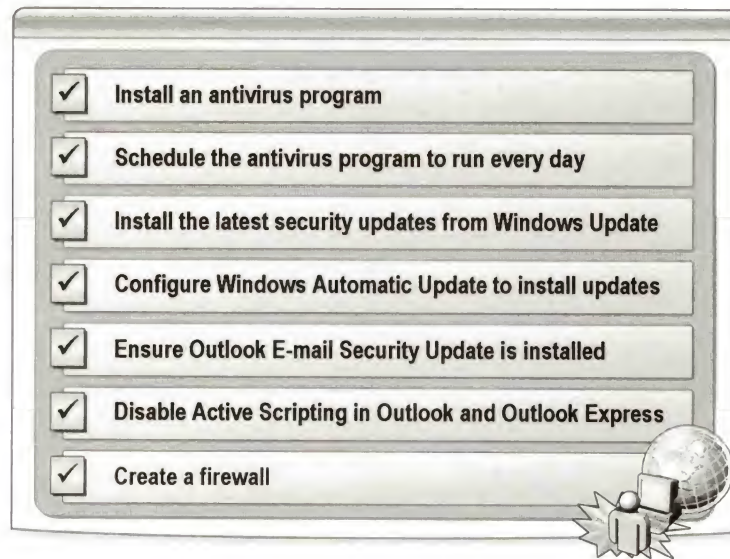 Install an antivirus program
Schedule the antivirus program to run every day
Install the latest security updates from Windows Update
Configure Windows Automatic Update to install updates
Ensure Outlook E-mail Security Update is installed
Disable Active Scripting in Outlook and Outlook Express
Create a firewall